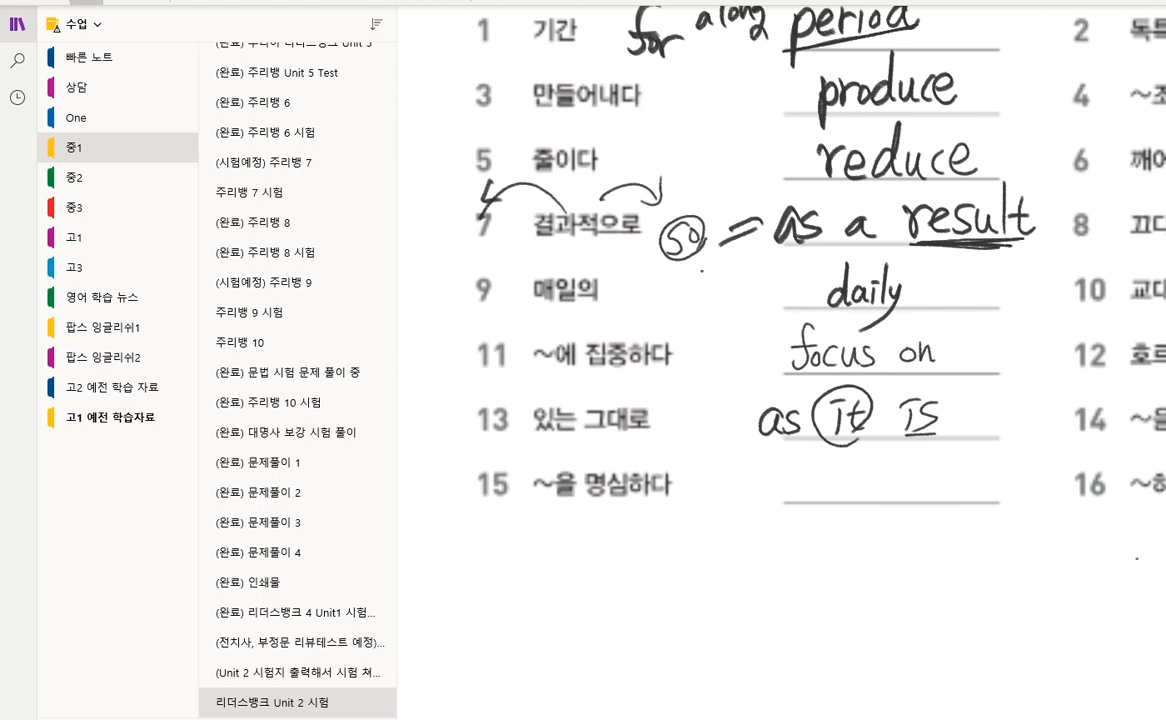 수업
빠른 노트
상담
One
중1
중2
중3
고1
고3
영어 학습 뉴스
팝스 잉글리쉬1
팝스 잉글리쉬2
고2 예전 학습 자료
고1 예전 학습자료
(완료) 주리뱅 Unit 5 Test
(완료) 주리뱅 6
(완료) 주리뱅 6 시험
(시험예정) 주리뱅 7
주리뱅 7 시험
(완료) 주리뱅 8
(완료) 주리뱅 8 시험
(시험예정) 주리뱅 9
주리뱅 9 시험
주리뱅 10
(완료) 문법 시험 문제 풀이 중
(완료) 주리뱅 10 시험
(완료) 대명사 보강 시험 풀이
(완료) 문제풀이 1
(완료) 문제풀이 2
(완료) 문제풀이 3
(완료) 문제풀이 4
(완료) 인쇄물
(완료) 리더스뱅크 4 Unit1 시험...
(전치사, 부정문 리뷰테스트 예정)...
(Unit 2 시험지 출력해서 시험 쳐...
리더스뱅크 Unit 2 시험
1 기간 for a long period 2
3 만들어내다 produce 4
5 줄이다 reduce 6
7 결과적으로 so = as a result 8
9 매일의 daily 10
11 ~에 집중하다 focus on 12
13 있는 그대로 as it is 14
15 ~을 명심하다 16